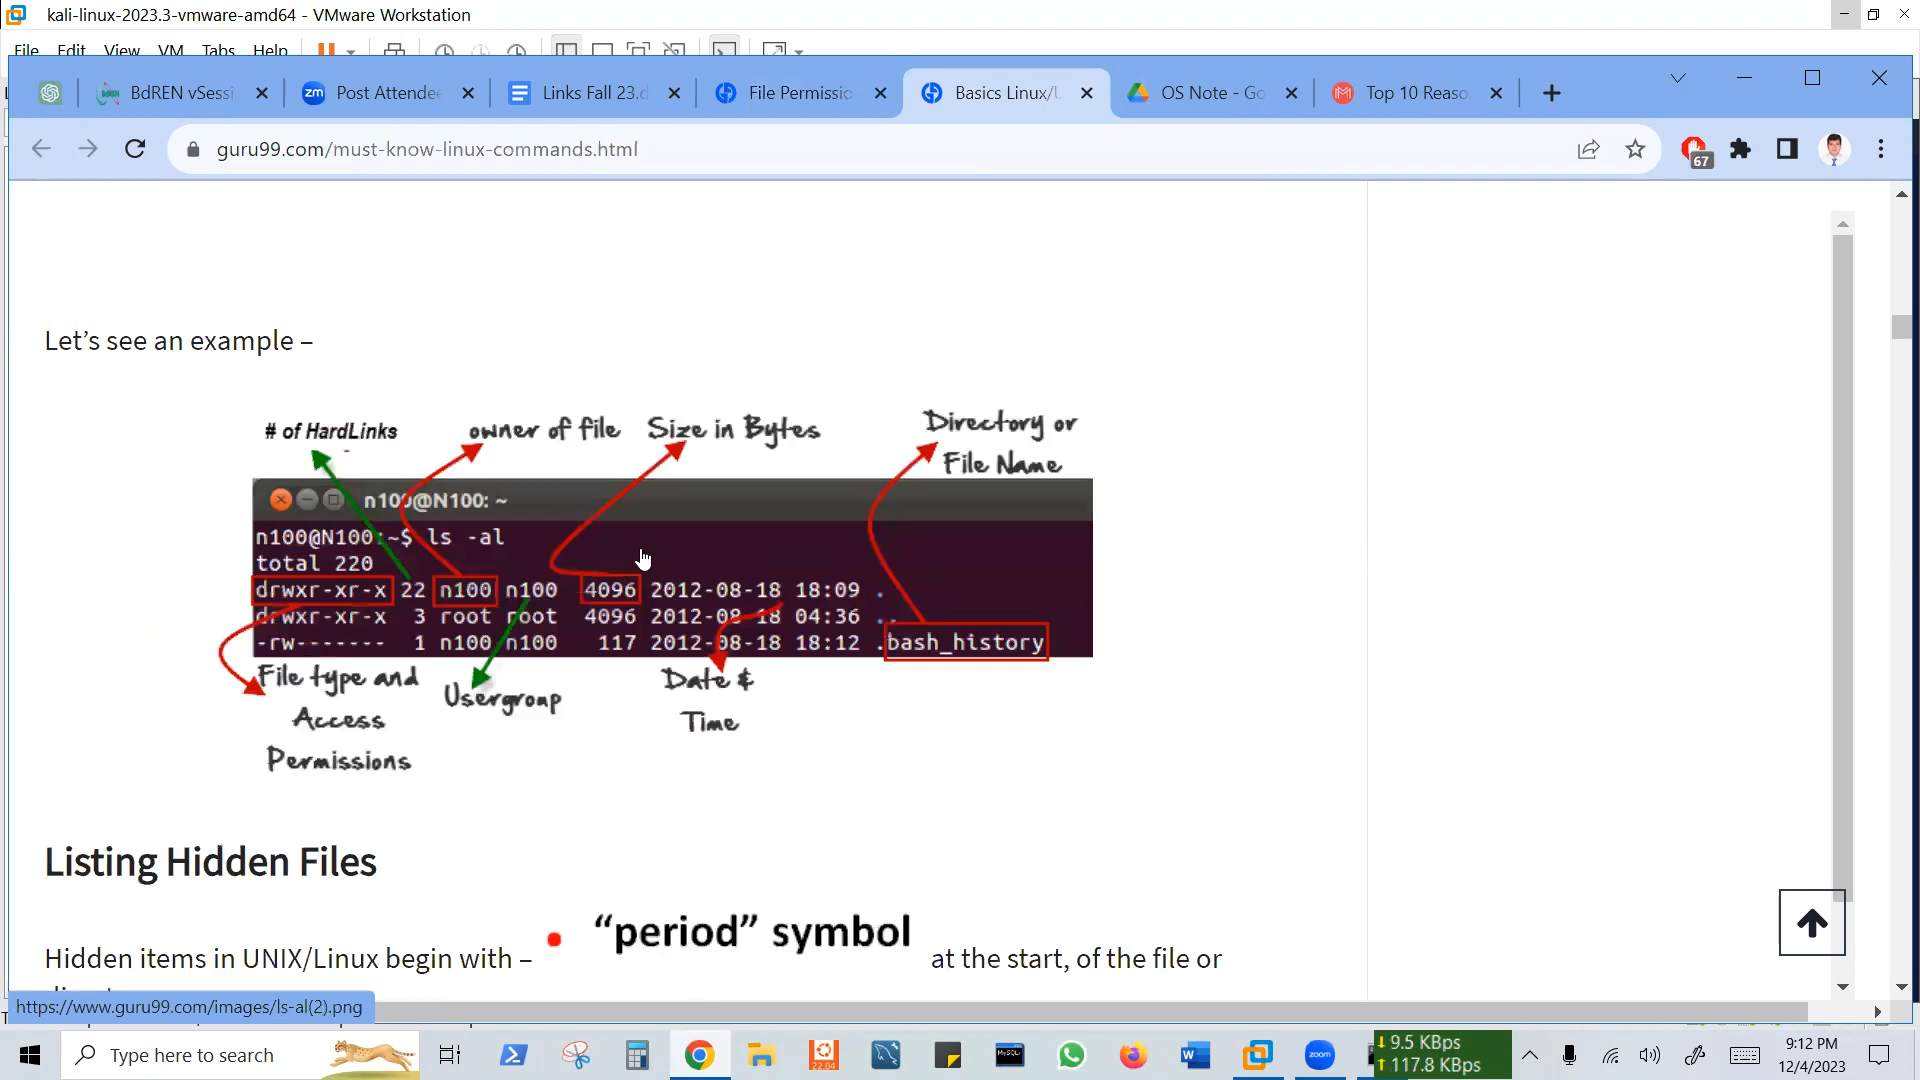 kali-linux-2023.3-vmware-amd64 - VMware Workstation
File Edit View VM Tabs Help
BdREN vSessi
Post Attendee
Links Fall 23.d
File Permissio
Basics Linux/U
OS Note - Go
Top 10 Reaso
guru99.com/must-know-linux-commands.html
67
Let's see an example –
# of HardLinks
owner of file
Size in Bytes
Directory or
File Name
n100@N100: ~
n100@N100:~$ ls -al
total 220
drwxr-xr-x 22 n100 n100 4096 2012-08-18 18:09 .
drwxr-xr-x 3 root root 4096 2012-08-18 04:36 ..
-rw------- 1 n100 n100 117 2012-08-18 18:12 .bash_history
File type and
Access
Permissions
Usergroup
Date &
Time
Listing Hidden Files
Hidden items in UNIX/Linux begin with – . “period” symbol at the start, of the file or
https://www.guru99.com/images/ls-al(2).png
Type here to search
22.04
MySQL
zoom
9.5 KBps
117.8 KBps
9:12 PM
12/4/2023